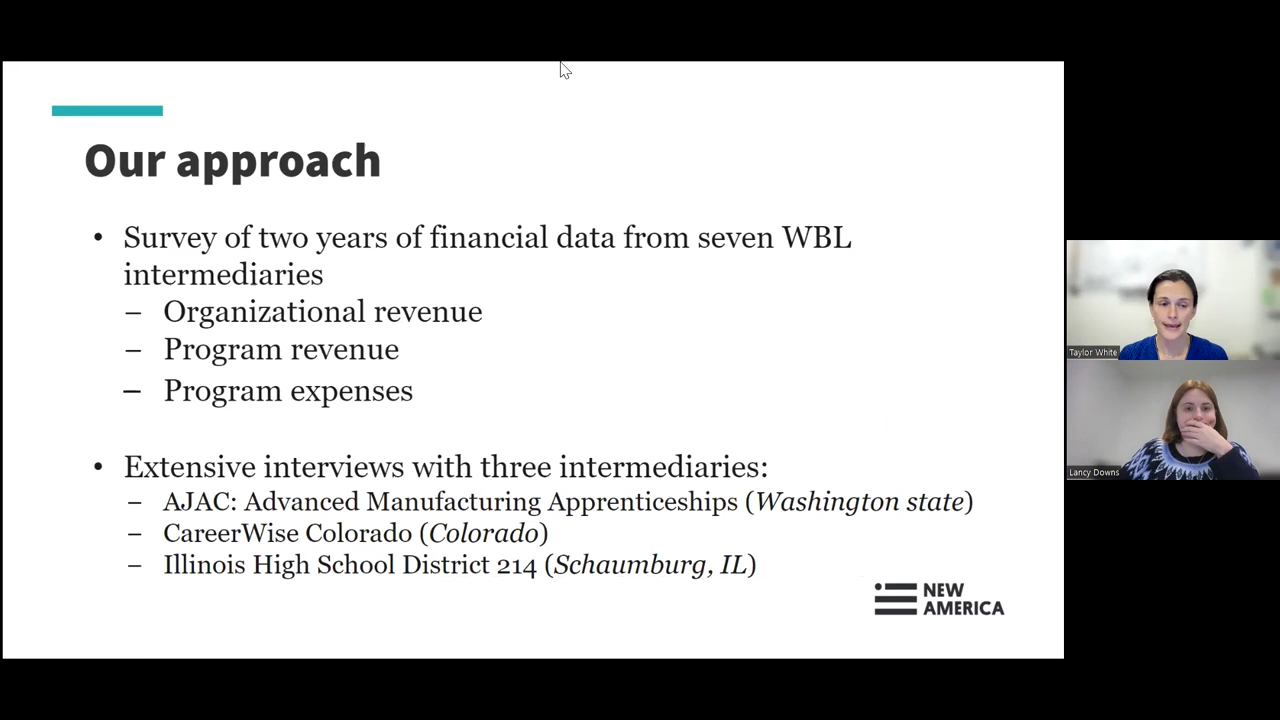 Our approach
• Survey of two years of financial data from seven WBL
intermediaries
– Organizational revenue
– Program revenue
– Program expenses
• Extensive interviews with three intermediaries:
– AJAC: Advanced Manufacturing Apprenticeships (Washington state)
– CareerWise Colorado (Colorado)
– Illinois High School District 214 (Schaumburg, IL)
NEW
AMERICA
Taylor White
Lancy Downs